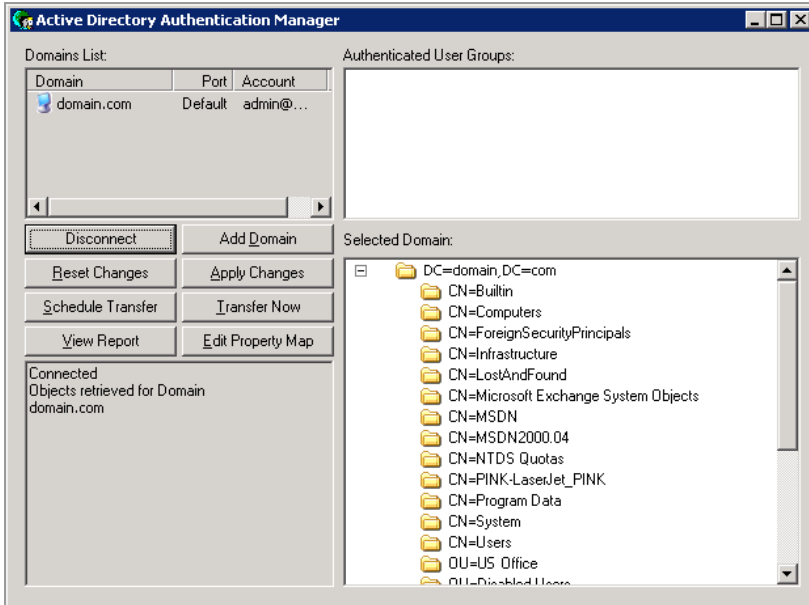 Active Directory Authentication Manager
Domains List:
Domain Port Account
domain.com Default admin@...
Authenticated User Groups:
Disconnect Add Domain
Reset Changes Apply Changes
Schedule Transfer Transfer Now
View Report Edit Property Map
Connected
Objects retrieved for Domain
domain.com
Selected Domain:
DC=domain,DC=com
CN=Builtin
CN=Computers
CN=ForeignSecurityPrincipals
CN=Infrastructure
CN=LostAndFound
CN=Microsoft Exchange System Objects
CN=MSDN
CN=MSDN2000.04
CN=NTDS Quotas
CN=PINK-LaserJet_PINK
CN=Program Data
CN=System
CN=Users
OU=US Office
OU=Disabled Users